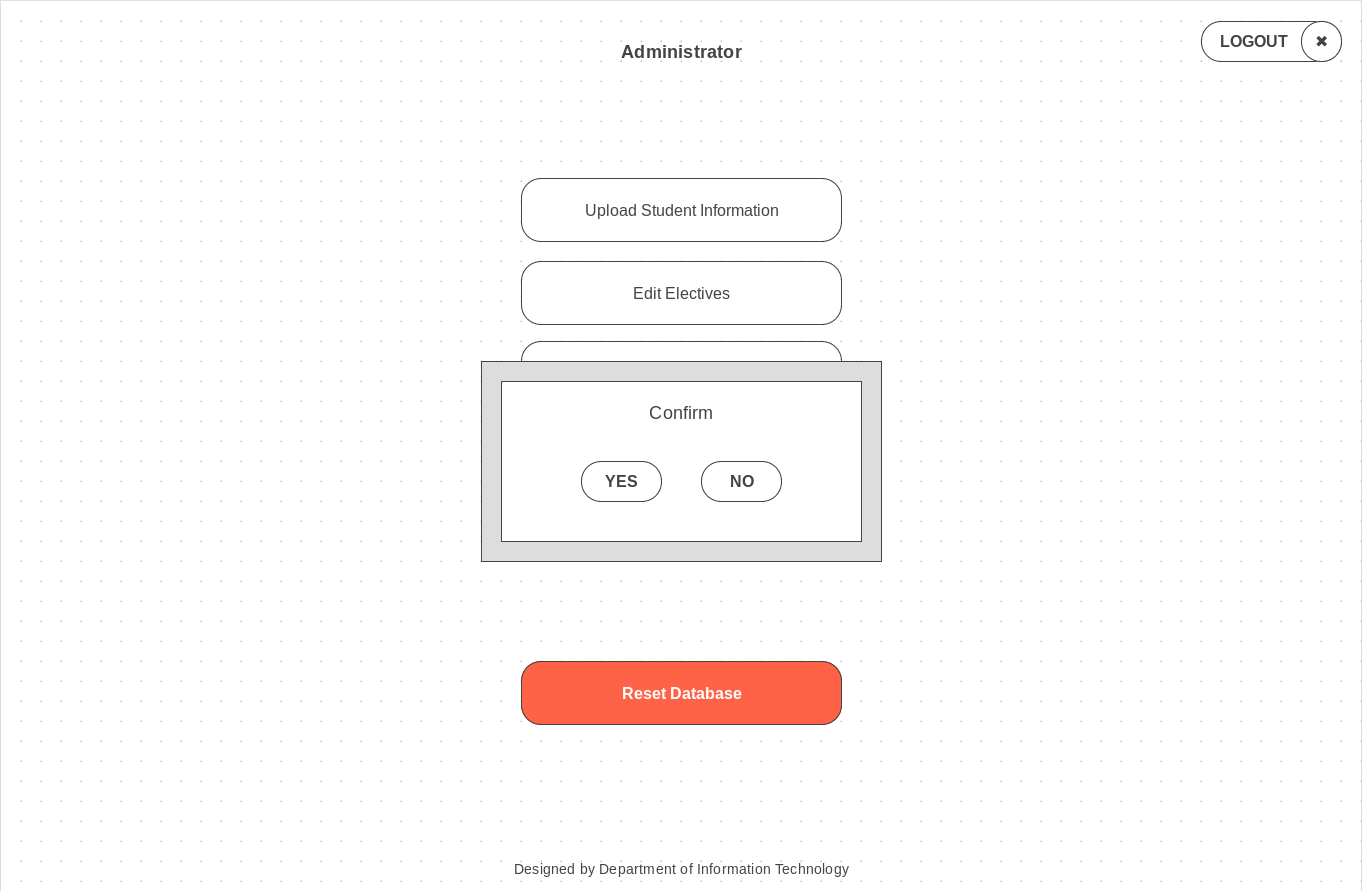 Administrator
LOGOUT ✖
Upload Student Information
Edit Electives
Confirm
YES
NO
Reset Database
Designed by Department of Information Technology